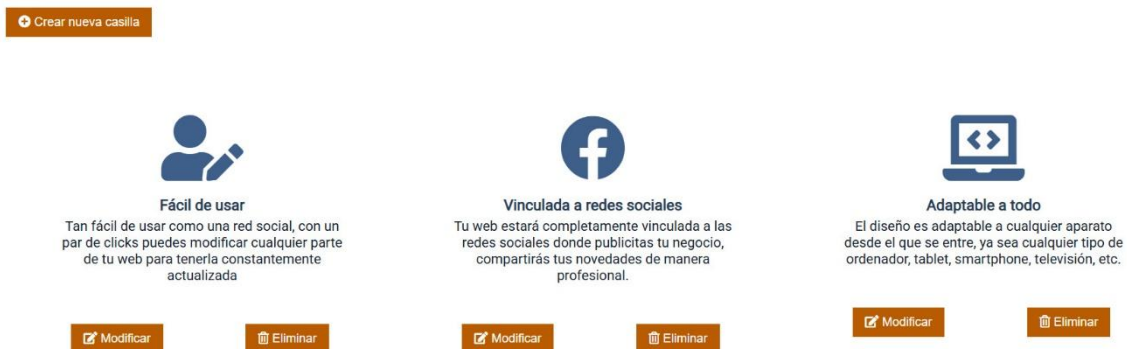 Crear nueva casilla
Fácil de usar
Tan fácil de usar como una red social, con un
par de clicks puedes modificar cualquier parte
de tu web para tenerla constantemente
actualizada
Modificar
Eliminar
Vinculada a redes sociales
Tu web estará completamente vinculada a las
redes sociales donde publicitas tu negocio,
compartirás tus novedades de manera
profesional.
Modificar
Eliminar
Adaptable a todo
El diseño es adaptable a cualquier aparato
desde el que se entre, ya sea cualquier tipo de
ordenador, tablet, smartphone, televisión, etc.
Modificar
Eliminar